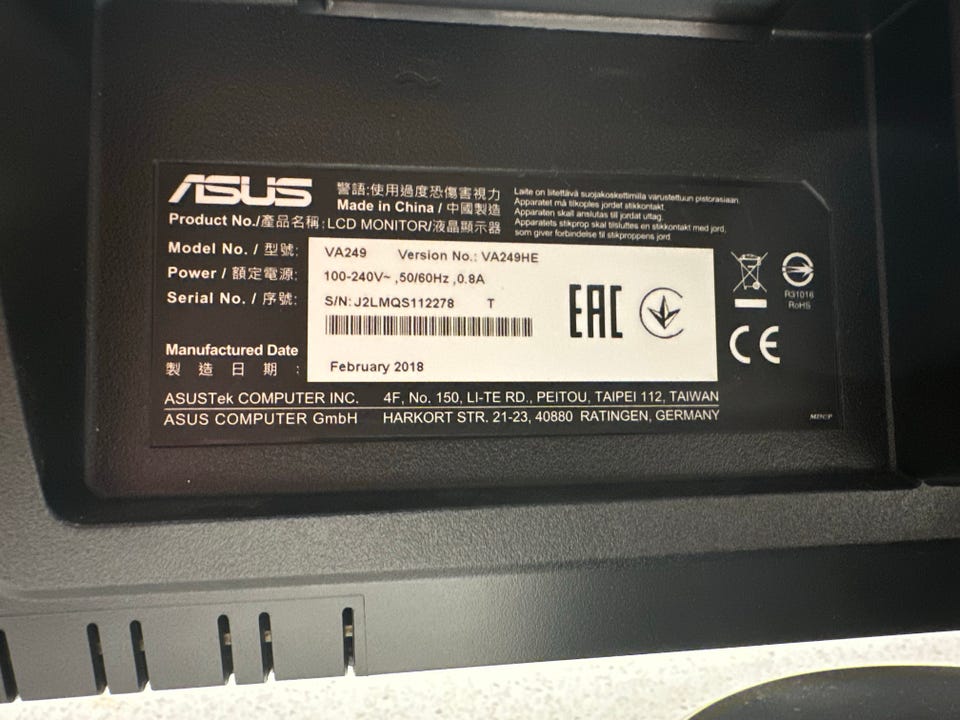 ASUS
警語:使用過度恐傷害視力
Made in China / 中國製造
Product No./產品名稱:LCD MONITOR/液晶顯示器
Laite on liitettävä suojakoskettimilla varustettuun pistorasiaan,
Apparatet må tilkoples jordet stikkontakt.
Apparaten skall anslutas till jordat uttag.
Apparatets stikprop skal tilsluttes en stikkontakt med jord,
som giver forbindelse til stikproppens jord.
Model No. / 型號: VA249 Version No.: VA249HE
Power / 額定電源: 100-240V~ ,50/60Hz ,0.8A
Serial No. / 序號: S/N: J2LMQS112278 T
EAC
R31016
RoHS
CE
Manufactured Date
製造日期: February 2018
ASUSTek COMPUTER INC. 4F, No. 150, LI-TE RD., PEITOU, TAIPEI 112, TAIWAN
ASUS COMPUTER GmbH HARKORT STR. 21-23, 40880 RATINGEN, GERMANY
MDCP